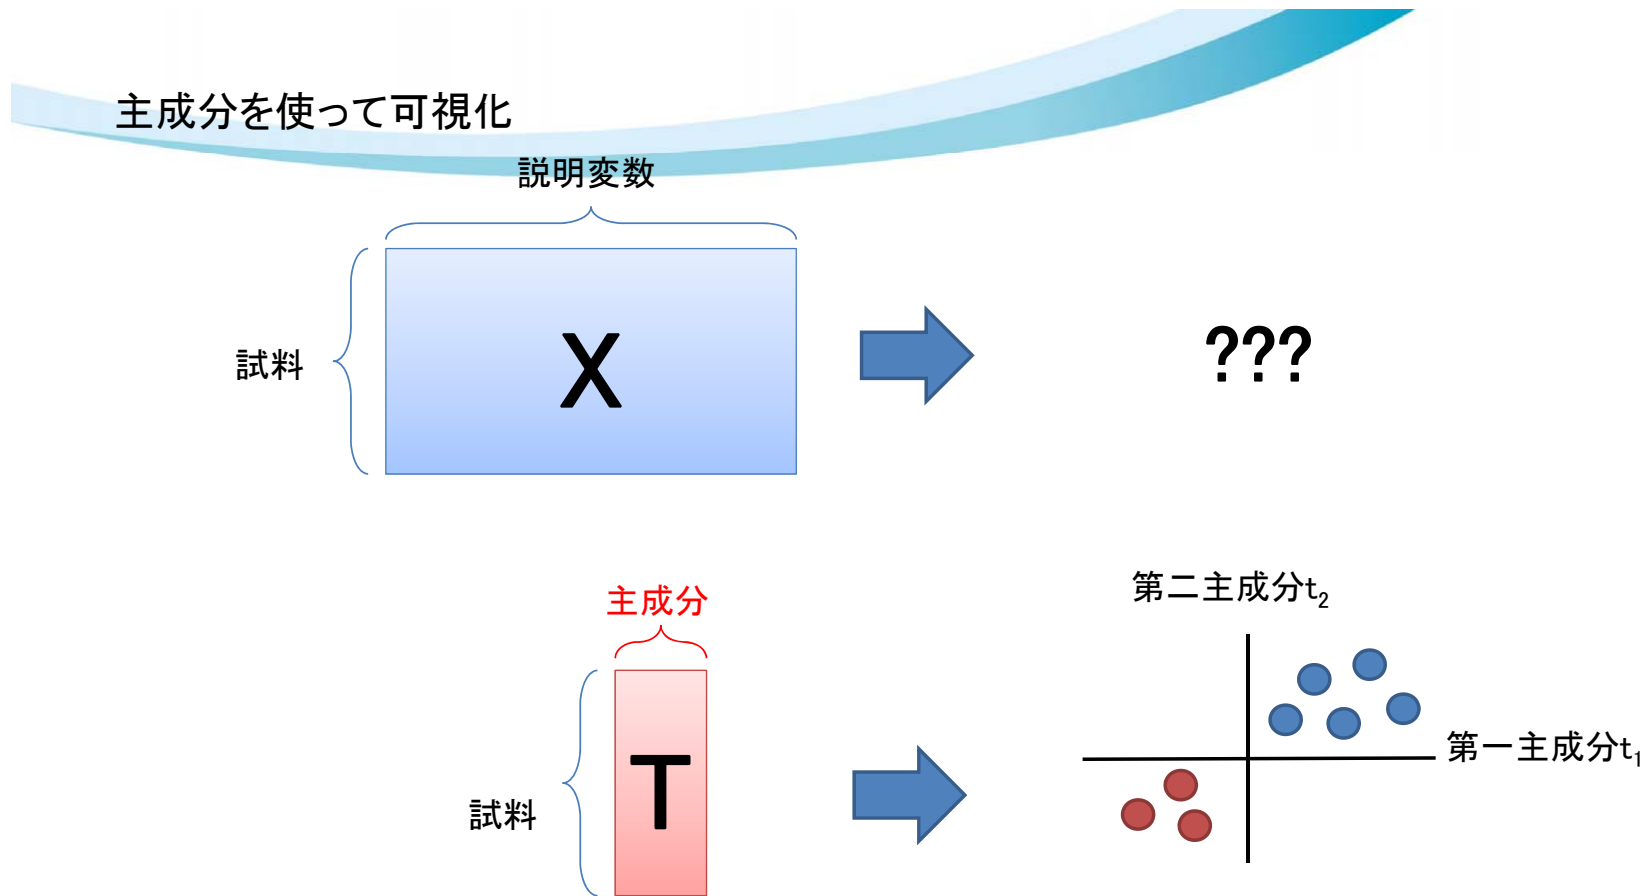 主成分を使って可視化
説明変数
試料
X
???
主成分
試料
T
第二主成分t₂
第一主成分t₁